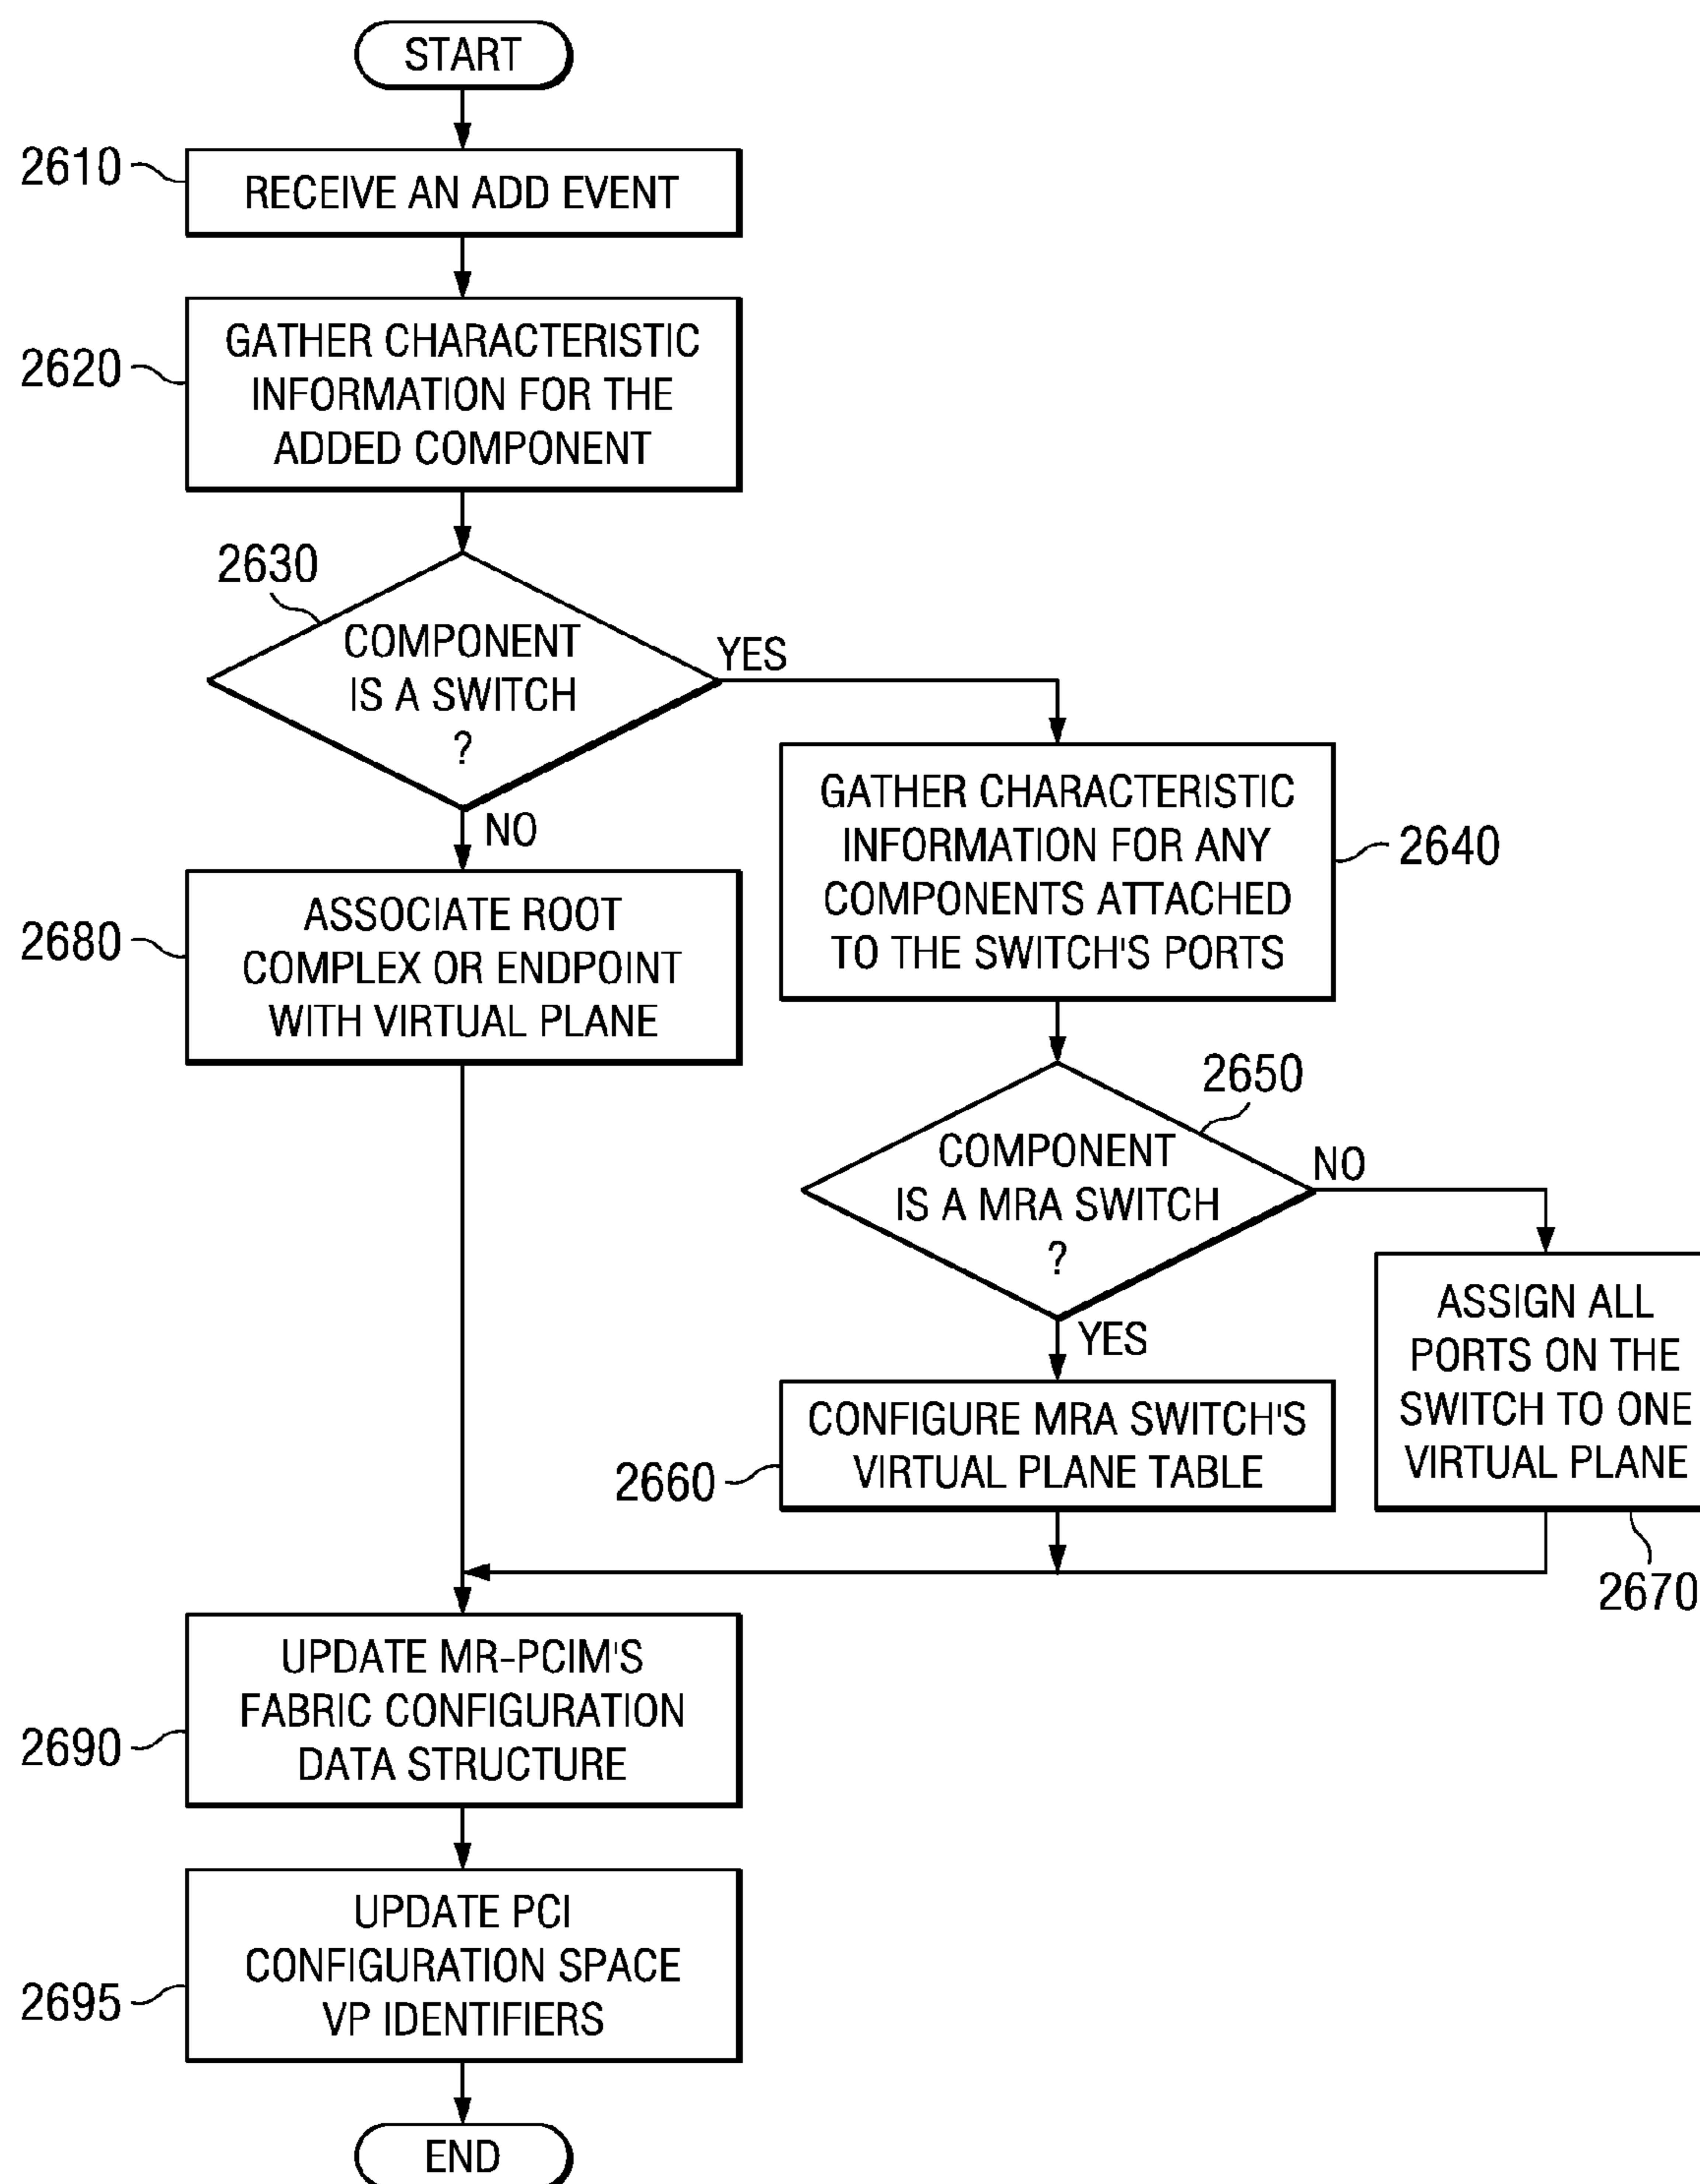 START
2610
RECEIVE AN ADD EVENT
2620
GATHER CHARACTERISTIC
INFORMATION FOR THE
ADDED COMPONENT
2630
COMPONENT
IS A SWITCH
?
YES
NO
GATHER CHARACTERISTIC
INFORMATION FOR ANY
COMPONENTS ATTACHED
TO THE SWITCH'S PORTS
2640
2680
ASSOCIATE ROOT
COMPLEX OR ENDPOINT
WITH VIRTUAL PLANE
2650
COMPONENT
IS A MRA SWITCH
?
NO
YES
ASSIGN ALL
PORTS ON THE
SWITCH TO ONE
VIRTUAL PLANE
2670
2660
CONFIGURE MRA SWITCH'S
VIRTUAL PLANE TABLE
2690
UPDATE MR-PCIM'S
FABRIC CONFIGURATION
DATA STRUCTURE
2695
UPDATE PCI
CONFIGURATION SPACE
VP IDENTIFIERS
END